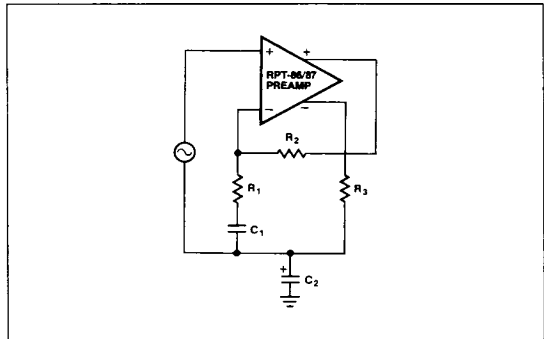 + +
RPT-86/87
PREAMP
− −
R2
R1
R3
C1
+
C2